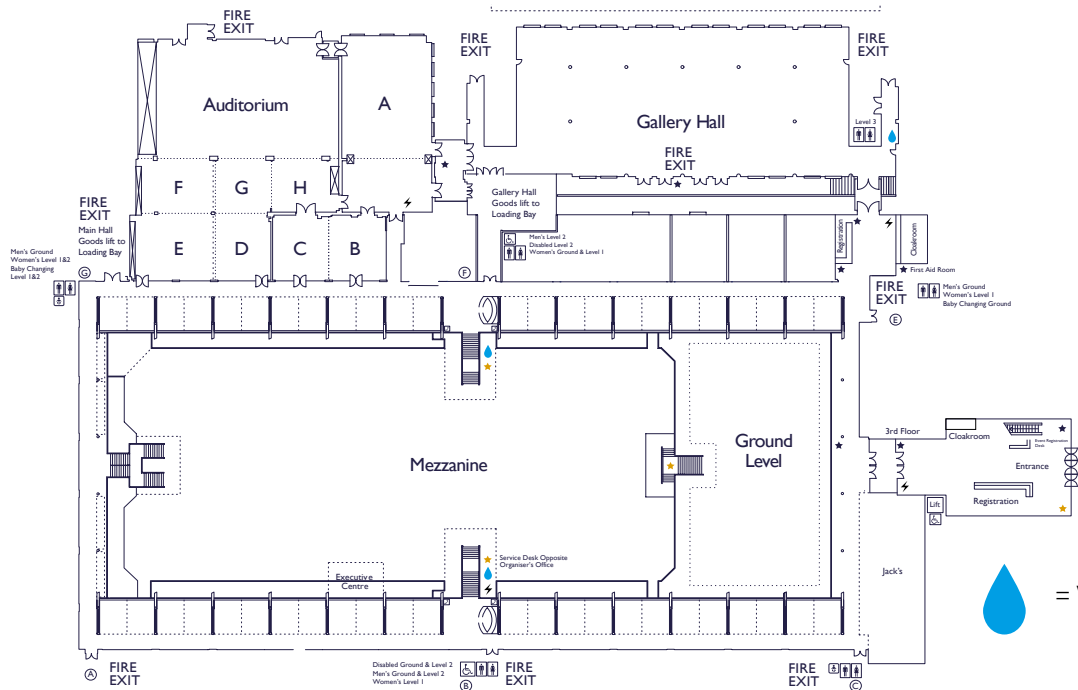 FIRE
EXIT
FIRE
EXIT
FIRE
EXIT
Auditorium
A
Gallery Hall
Level 3
FIRE
EXIT
F
G
H
Gallery Hall
Goods lift to
Loading Bay
FIRE
EXIT
Main Hall
Goods lift to
Loading Bay
E
D
C
B
Men's Level 2
Disabled Level 2
Women's Ground & Level 1
Registration
Cloakroom
Men's Ground
Women's Level 1&2
Baby Changing
Level 1&2
G
F
First Aid Room
FIRE
EXIT
Men's Ground
Women's Level 1
Baby Changing Ground
E
Mezzanine
Ground
Level
3rd Floor
Cloakroom
Event Registration
Desk
Entrance
Registration
Lift
Service Desk Opposite
Organiser's Office
Executive
Centre
Jack's
=
A
FIRE
EXIT
Disabled Ground & Level 2
Men's Ground & Level 2
Women's Level 1
B
FIRE
EXIT
FIRE
EXIT
C